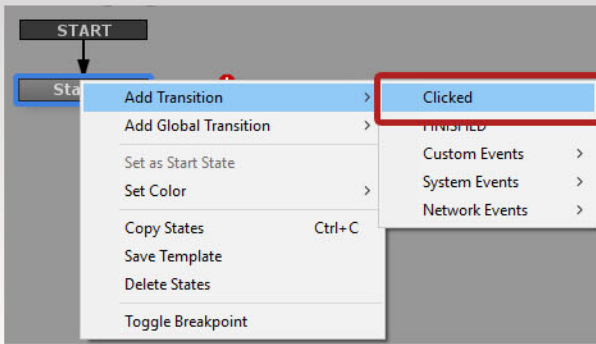 START
Sta
Add Transition
Add Global Transition
Set as Start State
Set Color
Copy States Ctrl+C
Save Template
Delete States
Toggle Breakpoint
Clicked
FINISHED
Custom Events
System Events
Network Events